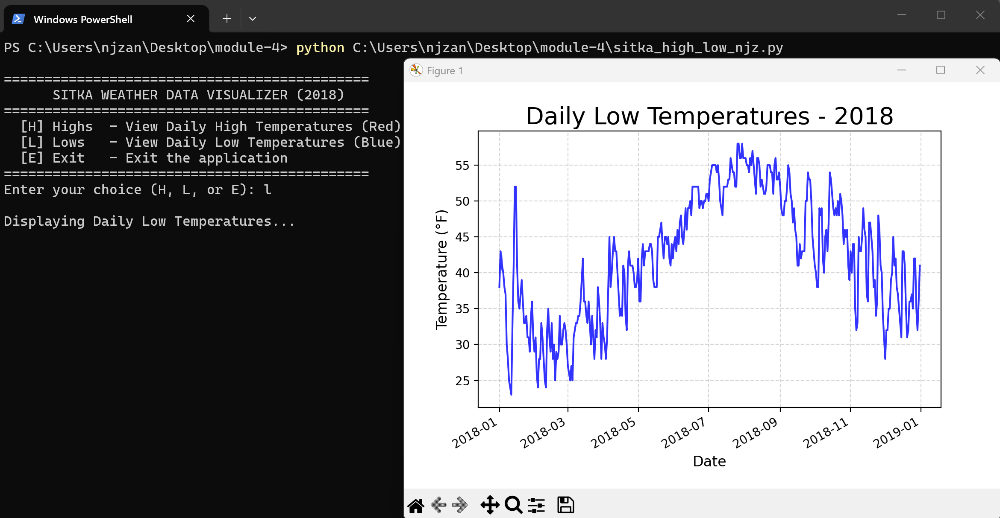 Windows PowerShell
PS C:\Users\njzan\Desktop\module-4> python C:\Users\njzan\Desktop\module-4\sitka_high_low_njz.py
=============================================
SITKA WEATHER DATA VISUALIZER (2018)
=============================================
[H] Highs  - View Daily High Temperatures (Red)
[L] Lows   - View Daily Low Temperatures (Blue)
[E] Exit   - Exit the application
=============================================
Enter your choice (H, L, or E): l
Displaying Daily Low Temperatures...
Figure 1
Daily Low Temperatures - 2018
Temperature (°F)
55
50
45
40
35
30
25
2018-01
2018-03
2018-05
2018-07
2018-09
2018-11
2019-01
Date